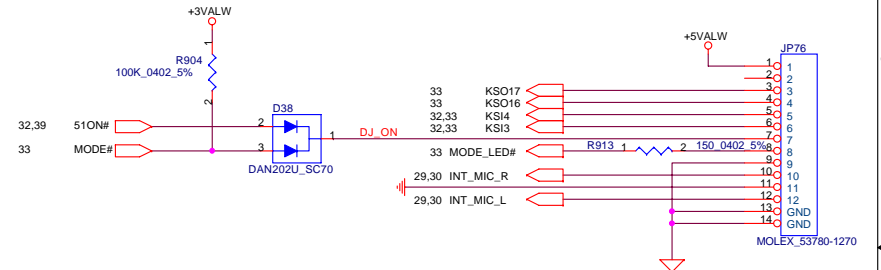 +3VALW
1
R904
100K_0402_5%
2
32,39 51ON#
33 MODE#
D38
2
3
1
DJ_ON
DAN202U_SC70
+5VALW
JP76
33 KSO17
33 KSO16
32,33 KSI4
32,33 KSI3
33 MODE_LED#
R913 1 2 150_0402_5%
29,30 INT_MIC_R
29,30 INT_MIC_L
1 1
2 2
3 3
4 4
5 5
6 6
7 7
8 8
9 9
10 10
11 11
12 12
13 GND
14 GND
MOLEX_53780-1270